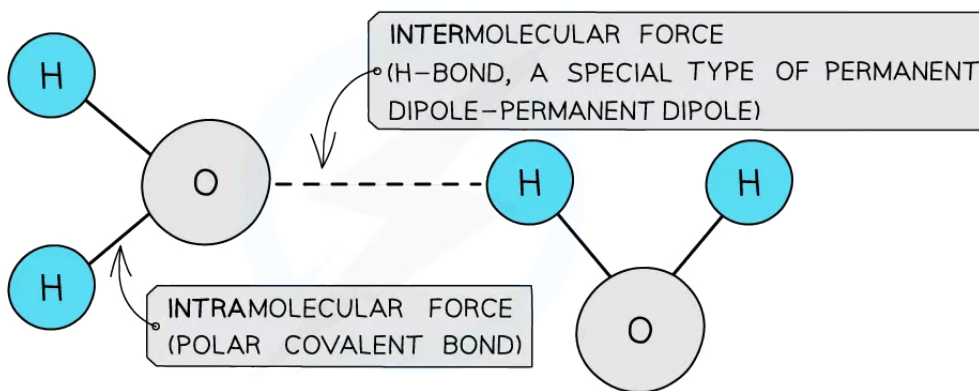 INTERMOLECULAR FORCE
(H-BOND, A SPECIAL TYPE OF PERMANENT
DIPOLE-PERMANENT DIPOLE)
H
O
H
H
H
O
INTRAMOLECULAR FORCE
(POLAR COVALENT BOND)